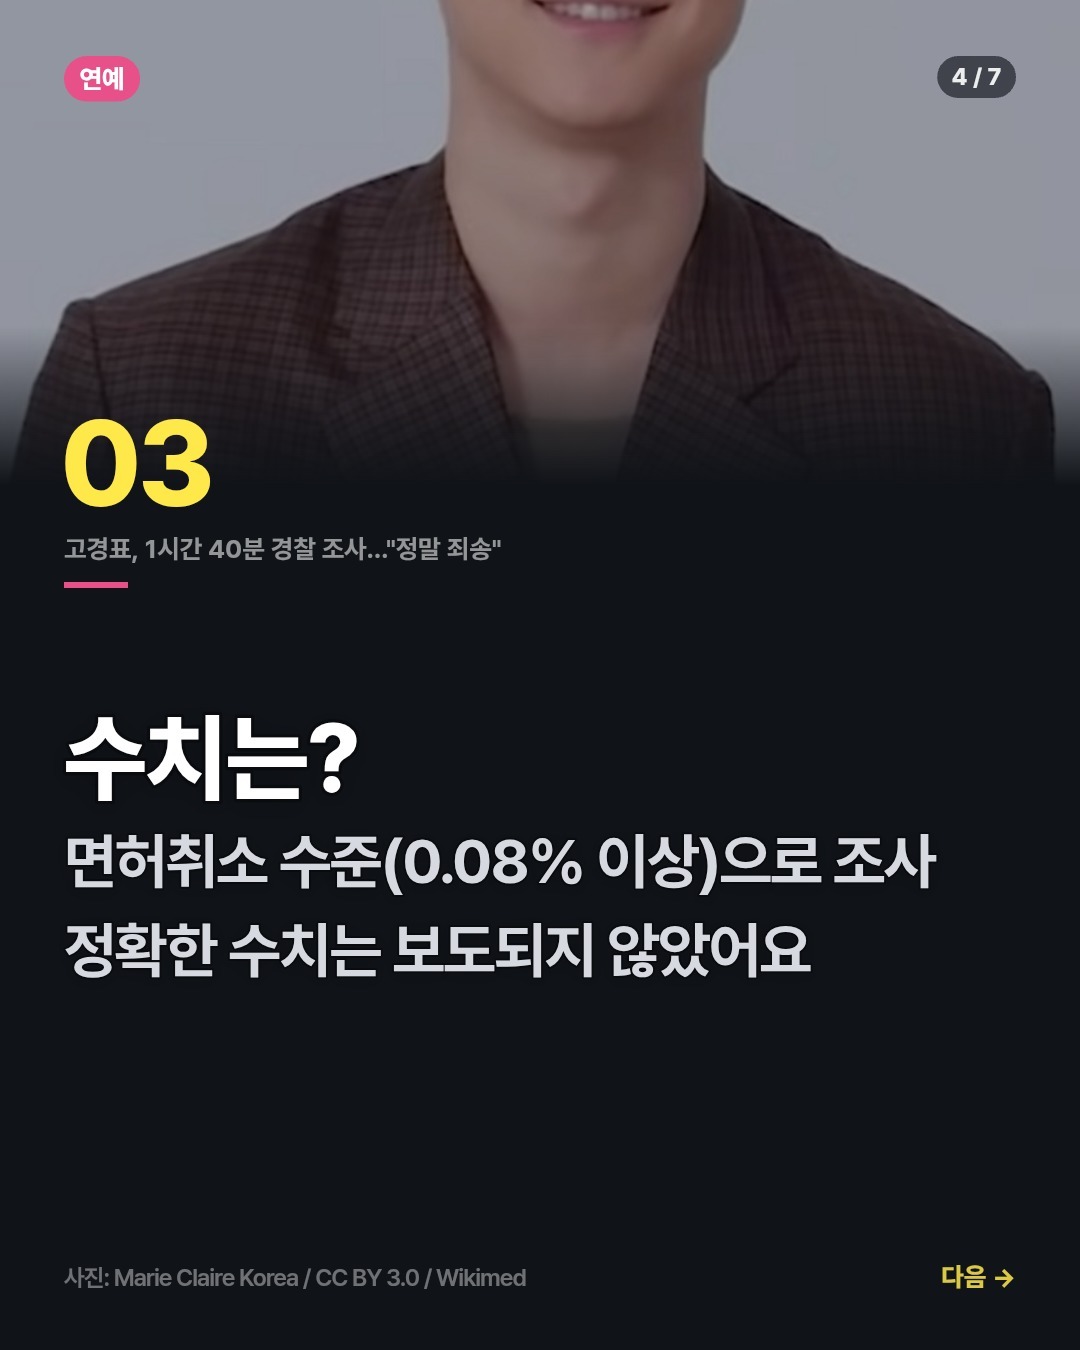 연예
4 / 7
03
고경표, 1시간 40분 경찰 조사..."정말 죄송"
수치는?
면허취소 수준(0.08% 이상)으로 조사
정확한 수치는 보도되지 않았어요
사진: Marie Claire Korea / CC BY 3.0 / Wikimed
다음 →